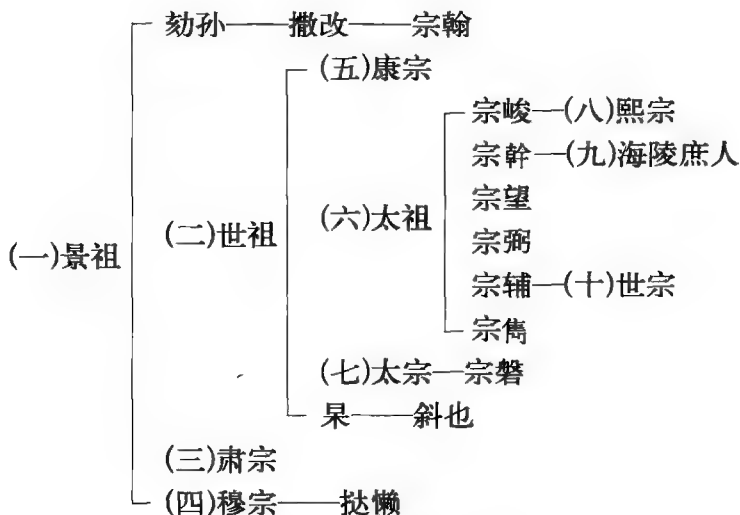 劾孙——撒改——宗翰
(五)康宗
宗峻—(八)熙宗
宗幹—(九)海陵庶人
宗望
(一)景祖 (二)世祖 (六)太祖
宗弼
宗辅—(十)世宗
宗雋
(七)太宗—宗磐
杲——斜也
(三)肃宗
(四)穆宗——挞懒